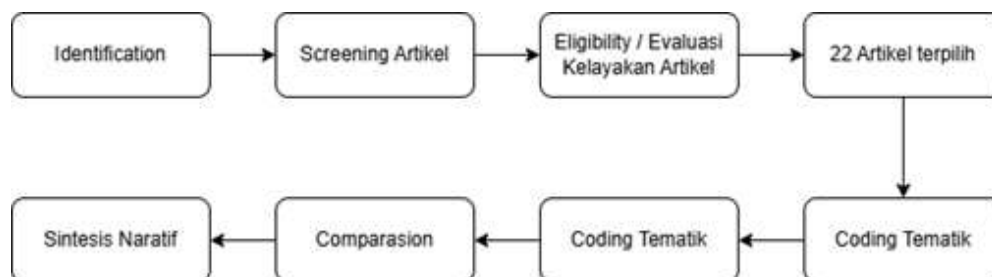 Identification
Screening Artikel
Eligibility / Evaluasi
Kelayakan Artikel
22 Artikel terpilih
Coding Tematik
Coding Tematik
Comparasion
Sintesis Naratif